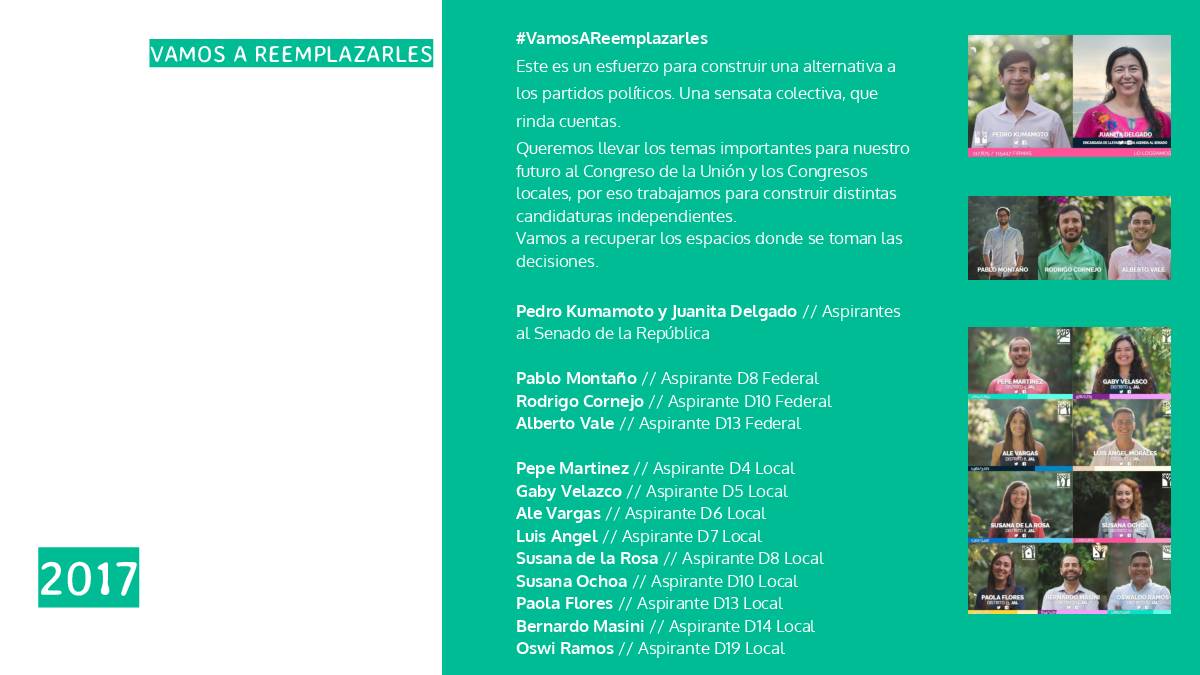 VAMOS A REEMPLAZARLES
2017
#VamosAReemplazarles
Este es un esfuerzo para construir una alternativa a
los partidos políticos. Una sensata colectiva, que
rinda cuentas.
Queremos llevar los temas importantes para nuestro
futuro al Congreso de la Unión y los Congresos
locales, por eso trabajamos para construir distintas
candidaturas independientes.
Vamos a recuperar los espacios donde se toman las
decisiones.
Pedro Kumamoto y Juanita Delgado // Aspirantes
al Senado de la República
Pablo Montaño // Aspirante D8 Federal
Rodrigo Cornejo // Aspirante D10 Federal
Alberto Vale // Aspirante D13 Federal
Pepe Martinez // Aspirante D4 Local
Gaby Velazco // Aspirante D5 Local
Ale Vargas // Aspirante D6 Local
Luis Angel // Aspirante D7 Local
Susana de la Rosa // Aspirante D8 Local
Susana Ochoa // Aspirante D10 Local
Paola Flores // Aspirante D13 Local
Bernardo Masini // Aspirante D14 Local
Oswi Ramos // Aspirante D19 Local
PEDRO KUMAMOTO
JUANITA DELGADO
LO LOGRAMOS
PABLO MONTAÑO
RODRIGO CORNEJO
ALBERTO VALE
PEPE MARTÍNEZ
GABY VELASCO
ALE VARGAS
LUIS ÁNGEL MORALES
SUSANA DE LA ROSA
SUSANA OCHOA
PAOLA FLORES
BERNARDO MASINI
OSWALDO RAMOS